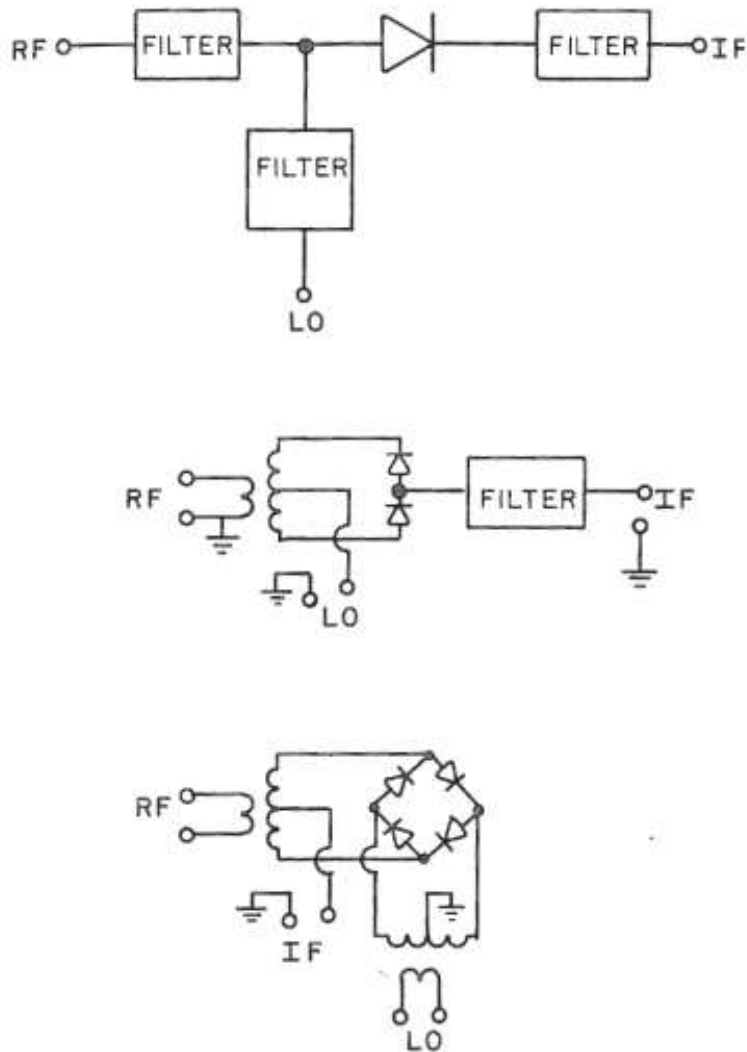 RF FILTER FILTER IF
FILTER
LO
RF FILTER IF
LO
RF
IF
LO